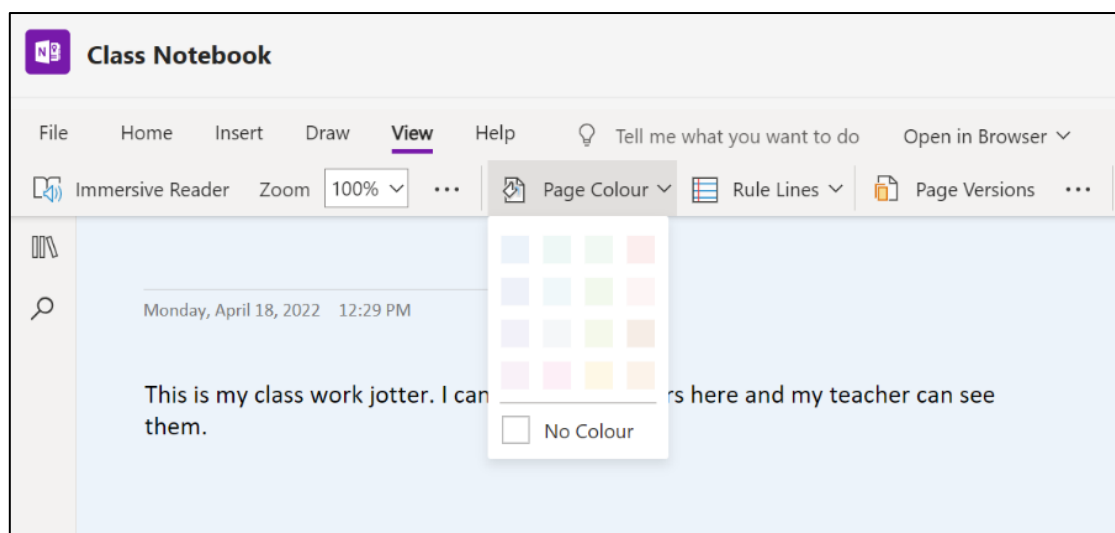 Class Notebook
File Home Insert Draw View Help Tell me what you want to do Open in Browser
Immersive Reader Zoom 100% ... Page Colour Rule Lines Page Versions ...
Monday, April 18, 2022 12:29 PM
This is my class work jotter. I can rs here and my teacher can see
them.
No Colour